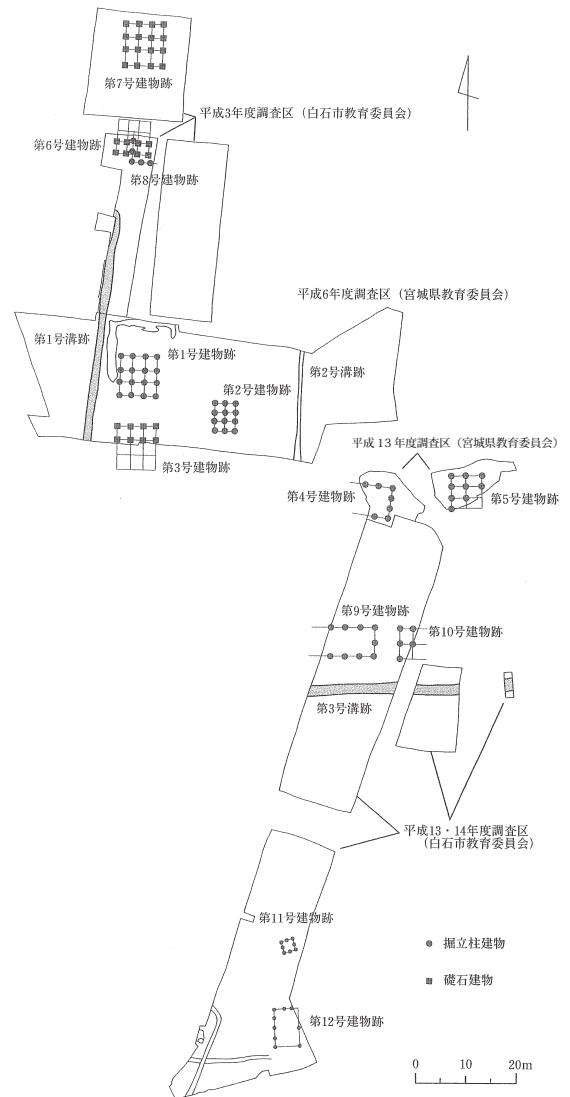 第7号建物跡
平成3年度調査区（白石市教育委員会）
第6号建物跡
第8号建物跡
平成6年度調査区（宮城県教育委員会）
第1号溝跡
第1号建物跡
第2号溝跡
第2号建物跡
平成13年度調査区（宮城県教育委員会）
第3号建物跡
第4号建物跡
第5号建物跡
第9号建物跡
第10号建物跡
第3号溝跡
平成13・14年度調査区
（白石市教育委員会）
第11号建物跡
掘立柱建物
礎石建物
第12号建物跡
0 10 20m